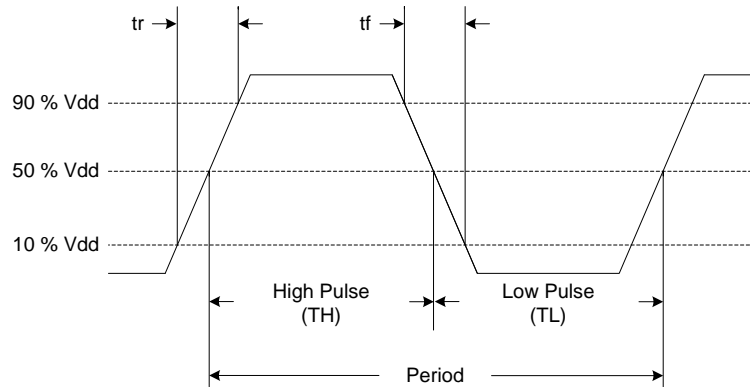 tr
tf
90 % Vdd
50 % Vdd
10 % Vdd
High Pulse
(TH)
Low Pulse
(TL)
Period